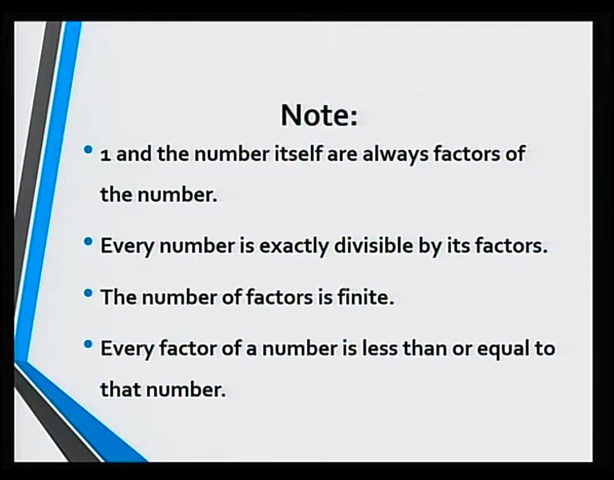 Note:
• 1 and the number itself are always factors of
the number.
• Every number is exactly divisible by its factors.
• The number of factors is finite.
• Every factor of a number is less than or equal to
that number.